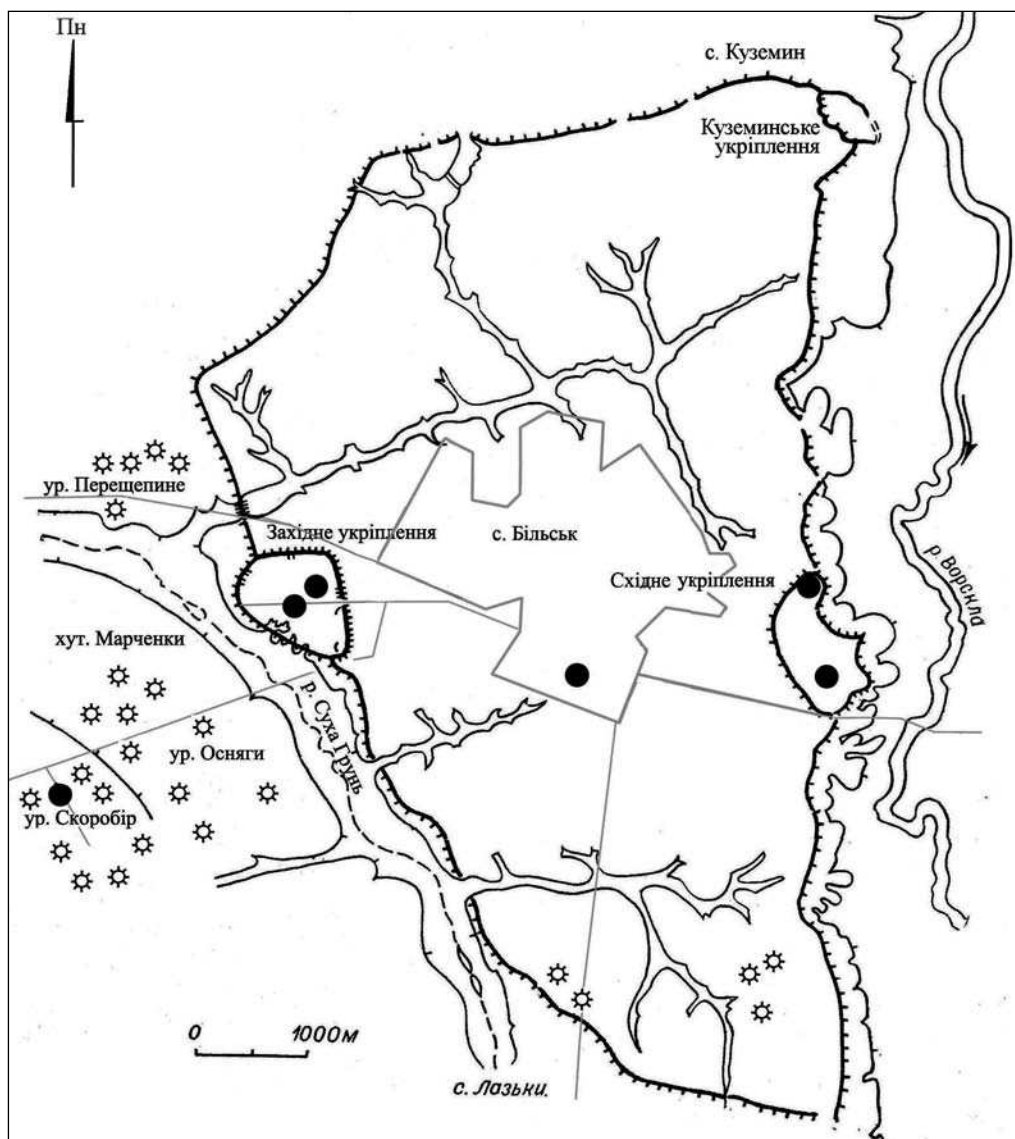 Пн
с. Куземин
Куземинське
укріплення
ур. Перещепине
Західне укріплення
с. Більськ
Східне укріплення
р. Ворскла
хут. Марченки
р. Суха Грунь
ур. Осняги
ур. Скоробір
0 1000м
с. Лазьки.